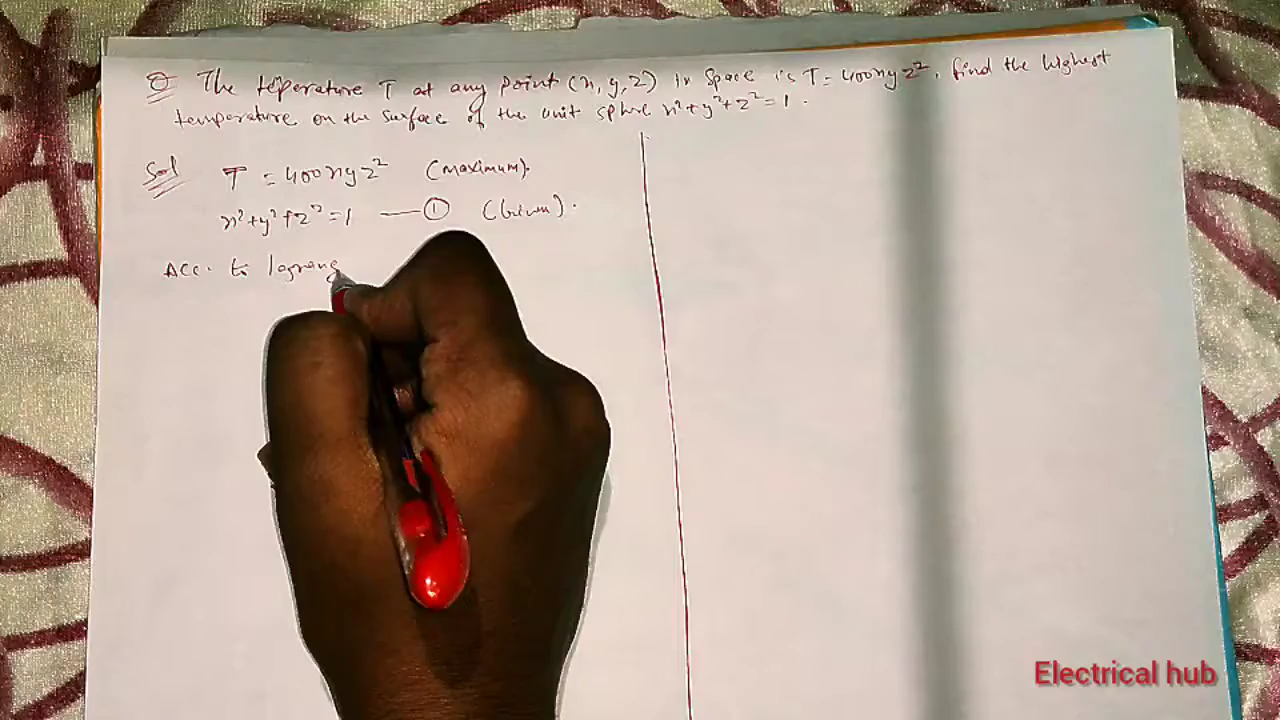 Q The teperature T at any point (x, y, z) in space is T = 400xyz². find the highest
temperature on the surface of the unit sphere x²+y²+z²=1.
Sol T = 400xyz² (maximum).
x²+y²+z²=1 —① (Given).
Acc. to lagrang
Electrical hub